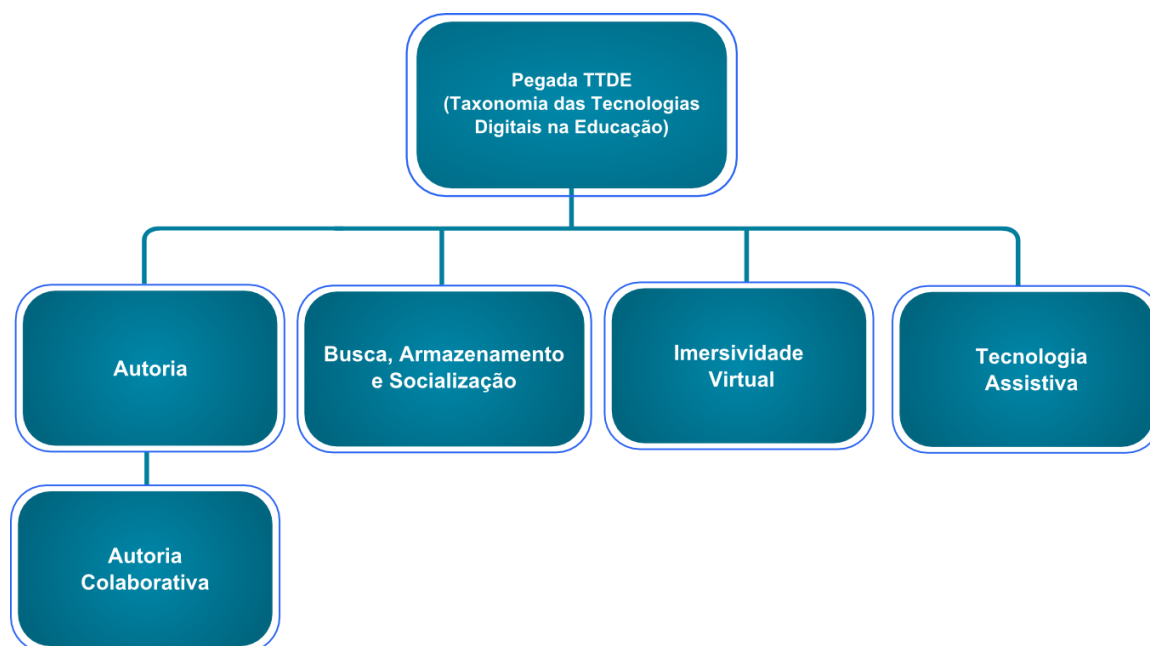 Pegada TTDE
(Taxonomia das Tecnologias
Digitais na Educação)
Autoria
Busca, Armazenamento
e Socialização
Imersividade
Virtual
Tecnologia
Assistiva
Autoria
Colaborativa